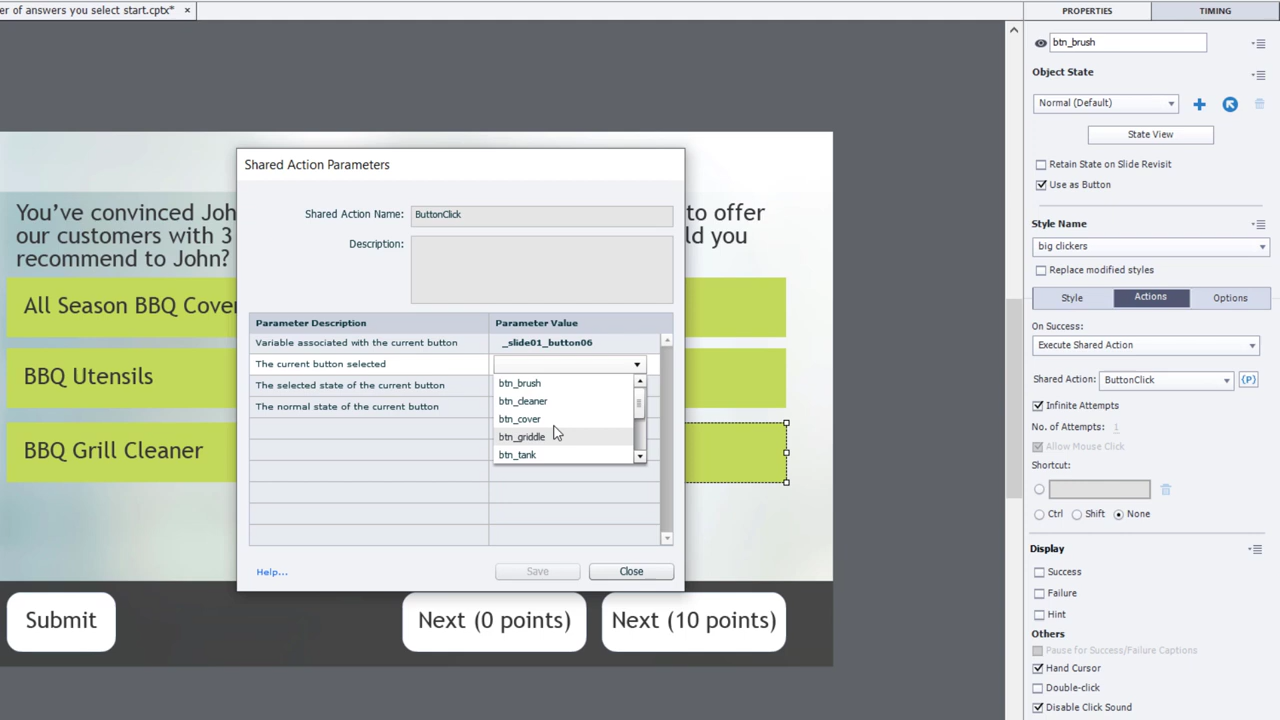 er of answers you select start.cptx* ×
PROPERTIES
TIMING
btn_brush
Object State
Normal (Default)
State View
Retain State on Slide Revisit
Use as Button
Style Name
big clickers
Replace modified styles
Style
Actions
Options
On Success:
Execute Shared Action
Shared Action: ButtonClick {P}
Infinite Attempts
No. of Attempts: 1
Allow Mouse Click
Shortcut:
Ctrl Shift None
Display
Success
Failure
Hint
Others
Pause for Success/Failure Captions
Hand Cursor
Double-click
Disable Click Sound
You've convinced Joh
to offer
our customers with 3
ld you
recommend to John?
All Season BBQ Cover
BBQ Utensils
BBQ Grill Cleaner
Submit
Next (0 points)
Next (10 points)
Shared Action Parameters
Shared Action Name: ButtonClick
Description:
Parameter Description Parameter Value
Variable associated with the current button _slide01_button06
The current button selected
The selected state of the current button
The normal state of the current button
btn_brush
btn_cleaner
btn_cover
btn_griddle
btn_tank
Help...
Save
Close